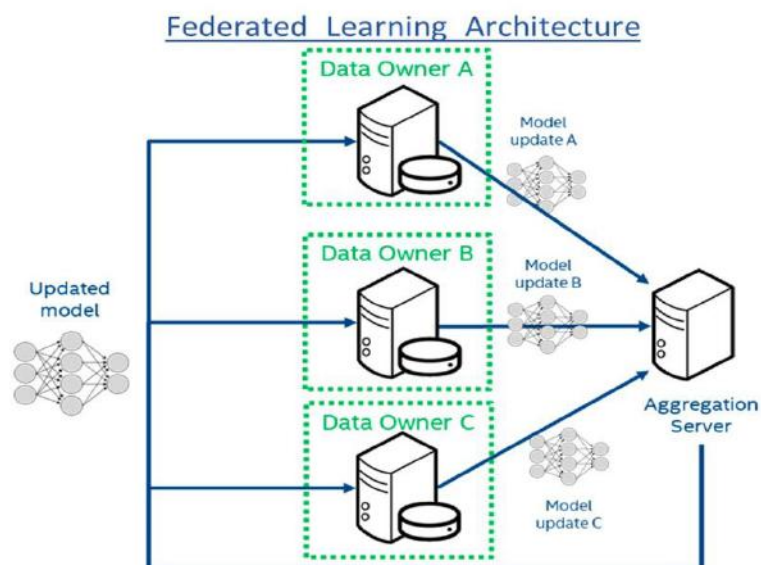 Federated Learning Architecture
Data Owner A
Model
update A
Data Owner B
Updated
model
Model
update B
Aggregation
Server
Data Owner C
Model
update C